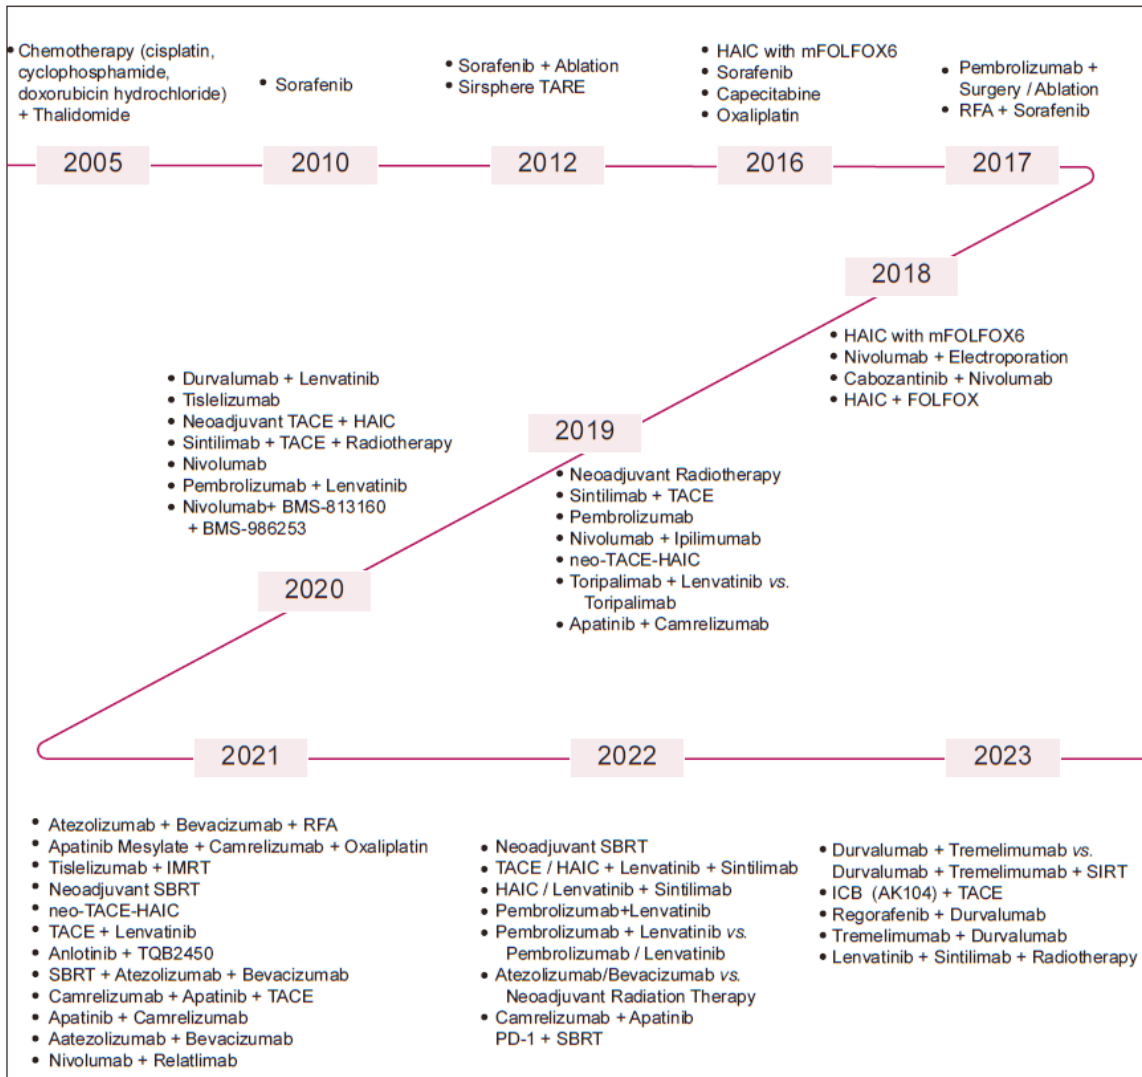 • Chemotherapy (cisplatin,
cyclophosphamide,
doxorubicin hydrochloride)
+ Thalidomide
• Sorafenib
• Sorafenib + Ablation
• Sirsphere TARE
• HAIC with mFOLFOX6
• Sorafenib
• Capecitabine
• Oxaliplatin
• Pembrolizumab +
Surgery / Ablation
• RFA + Sorafenib
2005
2010
2012
2016
2017
2018
• HAIC with mFOLFOX6
• Nivolumab + Electroporation
• Cabozantinib + Nivolumab
• HAIC + FOLFOX
2019
• Neoadjuvant Radiotherapy
• Sintilimab + TACE
• Pembrolizumab
• Nivolumab + Ipilimumab
• neo-TACE-HAIC
• Toripalimab + Lenvatinib vs.
Toripalimab
• Apatinib + Camrelizumab
• Durvalumab + Lenvatinib
• Tislelizumab
• Neoadjuvant TACE + HAIC
• Sintilimab + TACE + Radiotherapy
• Nivolumab
• Pembrolizumab + Lenvatinib
• Nivolumab+ BMS-813160
+ BMS-986253
2020
2021
2022
2023
• Atezolizumab + Bevacizumab + RFA
• Apatinib Mesylate + Camrelizumab + Oxaliplatin
• Tislelizumab + IMRT
• Neoadjuvant SBRT
• neo-TACE-HAIC
• TACE + Lenvatinib
• Anlotinib + TQB2450
• SBRT + Atezolizumab + Bevacizumab
• Camrelizumab + Apatinib + TACE
• Apatinib + Camrelizumab
• Aatezolizumab + Bevacizumab
• Nivolumab + Relatlimab
• Neoadjuvant SBRT
• TACE / HAIC + Lenvatinib + Sintilimab
• HAIC / Lenvatinib + Sintilimab
• Pembrolizumab+Lenvatinib
• Pembrolizumab + Lenvatinib vs.
Pembrolizumab / Lenvatinib
• Atezolizumab/Bevacizumab vs.
Neoadjuvant Radiation Therapy
• Camrelizumab + Apatinib
PD-1 + SBRT
• Durvalumab + Tremelimumab vs.
Durvalumab + Tremelimumab + SIRT
• ICB (AK104) + TACE
• Regorafenib + Durvalumab
• Tremelimumab + Durvalumab
• Lenvatinib + Sintilimab + Radiotherapy